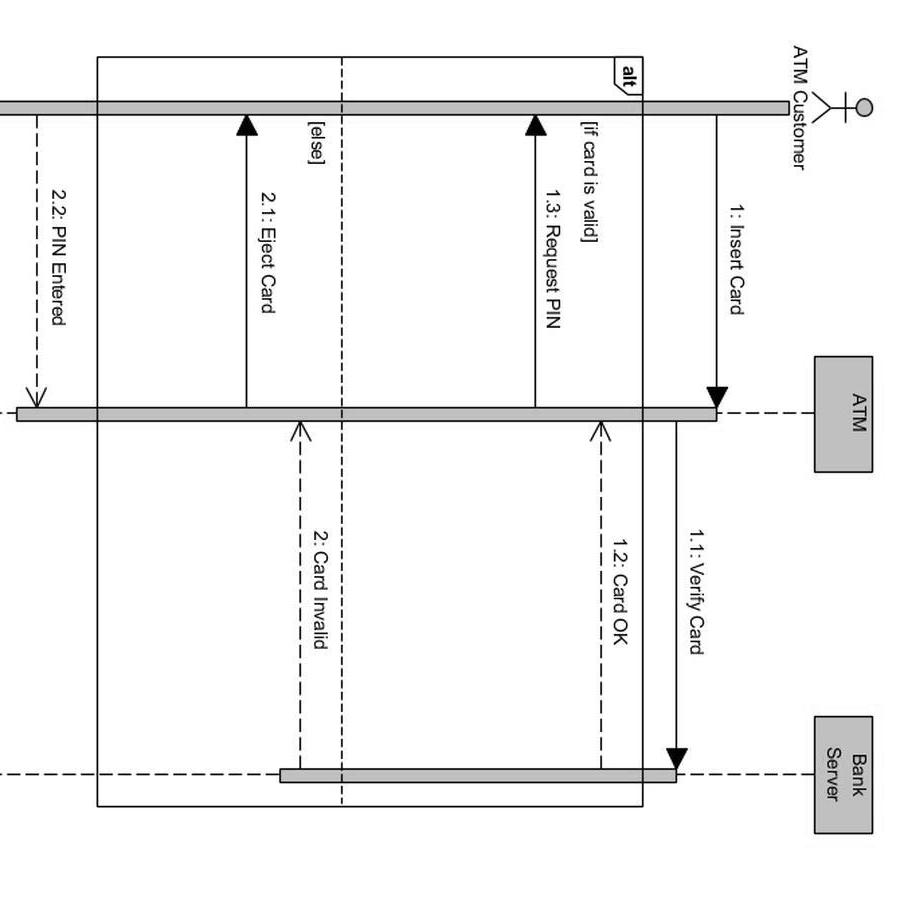 ATM Customer
ATM
Bank
Server
1: Insert Card
1.1: Verify Card
alt
[if card is valid]
1.2: Card OK
1.3: Request PIN
[else]
2: Card Invalid
2.1: Eject Card
2.2: PIN Entered